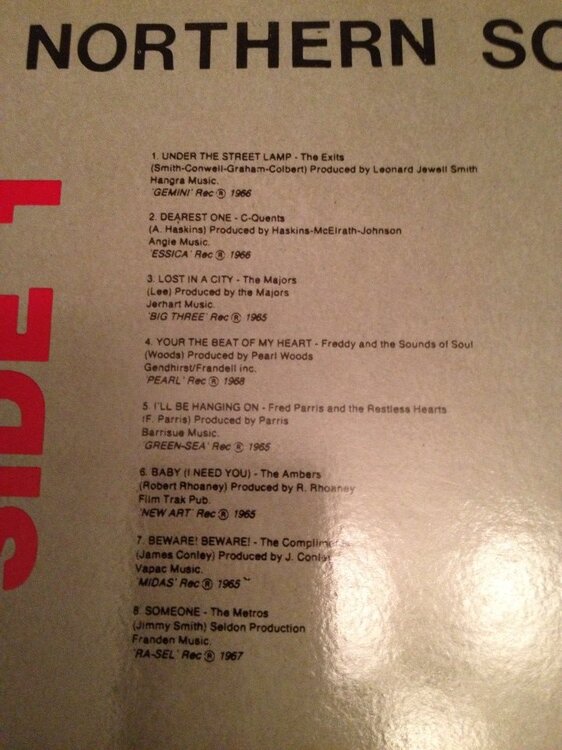 NORTHERN SO
SIDE 1
1. UNDER THE STREET LAMP - The Exits
(Smith-Conwell-Graham-Colbert) Produced by Leonard Jewell Smith
Hangra Music.
'GEMINI' Rec ® 1966
2. DEAREST ONE - C-Quents
(A. Haskins) Produced by Haskins-McElrath-Johnson
Angie Music.
'ESSICA' Rec ® 1966
3. LOST IN A CITY - The Majors
(Lee) Produced by the Majors
Jerhart Music.
'BIG THREE' Rec ® 1965
4. YOUR THE BEAT OF MY HEART - Freddy and the Sounds of Soul
(Woods) Produced by Pearl Woods
Gendhirst/Frandell inc.
'PEARL' Rec ® 1968
5. I'LL BE HANGING ON - Fred Parris and the Restless Hearts
(F. Parris) Produced by Parris
Barrisue Music.
'GREEN-SEA' Rec ® 1965
6. BABY (I NEED YOU) - The Ambers
(Robert Rhoaney) Produced by R. Rhoaney
Film Trak Pub.
'NEW ART' Rec ® 1965
7. BEWARE! BEWARE! - The
(James Conley) Produced by J.
Vapac Music.
'MIDAS' Rec ® 1965
8. SOMEONE - The Metros
(Jimmy Smith) Seldon Production
Franden Music.
'RA-SEL' Rec ® 1967